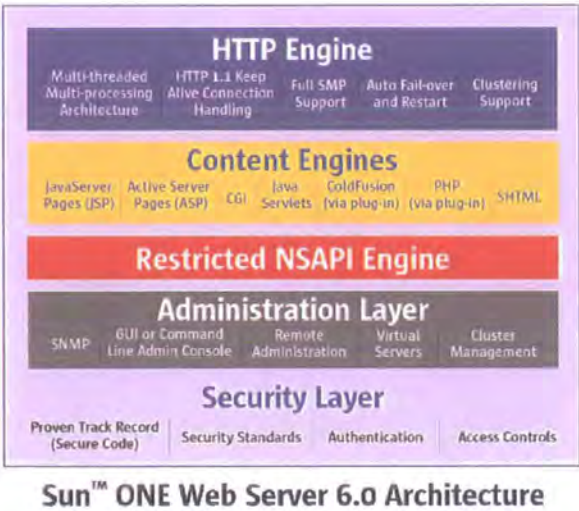 HTTP Engine
Multi-threaded Multi-processing Architecture
HTTP 1.1 Keep Alive Connection Handling
Full SMP Support
Auto Fail-over and Restart
Clustering Support
Content Engines
JavaServer Pages (JSP)
Active Server Pages (ASP)
CGI
Java Servlets
ColdFusion (via plug-in)
PHP (via plug-in)
SHTML
Restricted NSAPI Engine
Administration Layer
SNMP
GUI or Command Line Admin Console
Remote Administration
Virtual Servers
Cluster Management
Security Layer
Proven Track Record (Secure Code)
Security Standards
Authentication
Access Controls
Sun™ ONE Web Server 6.0 Architecture